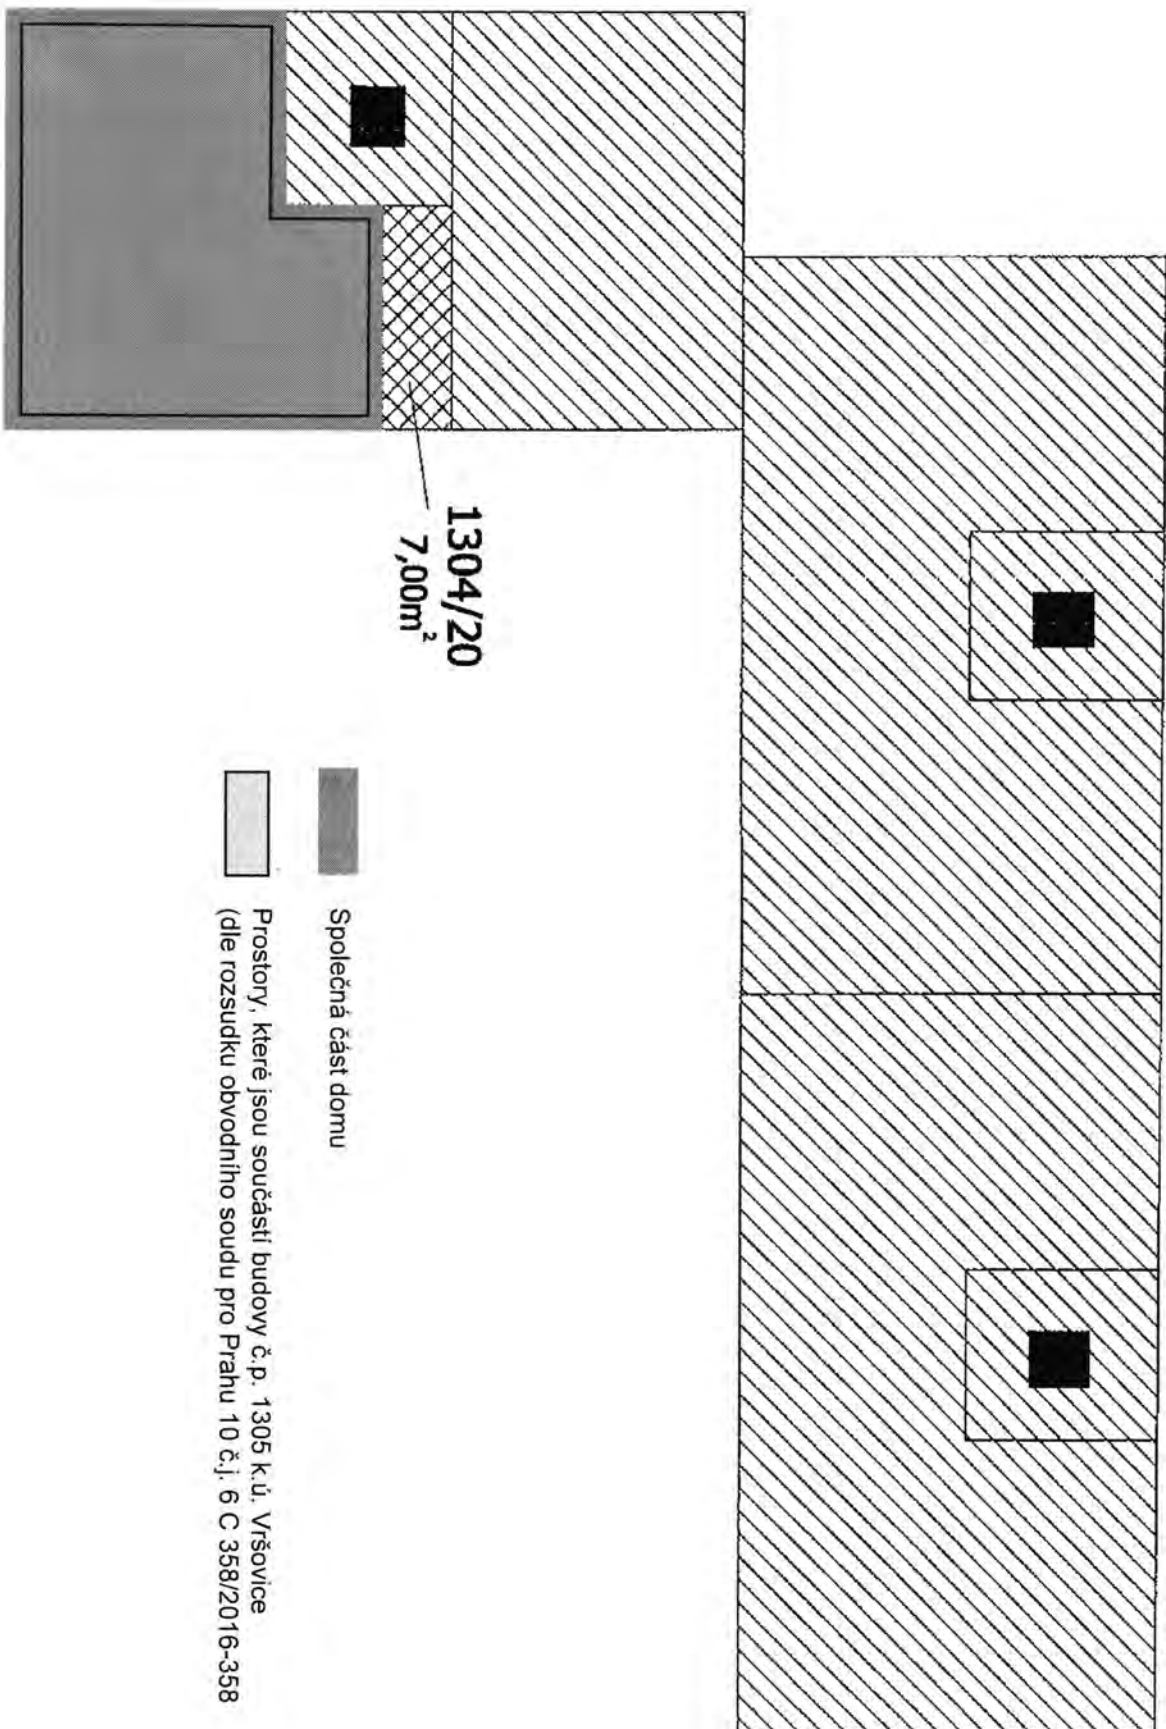 1304/20
7,00m²
Společná část domu
Prostory, které jsou součástí budovy č.p. 1305 k.ú. Vršovice
(dle rozsudku obvodního soudu pro Prahu 10 č.j. 6 C 358/2016-358